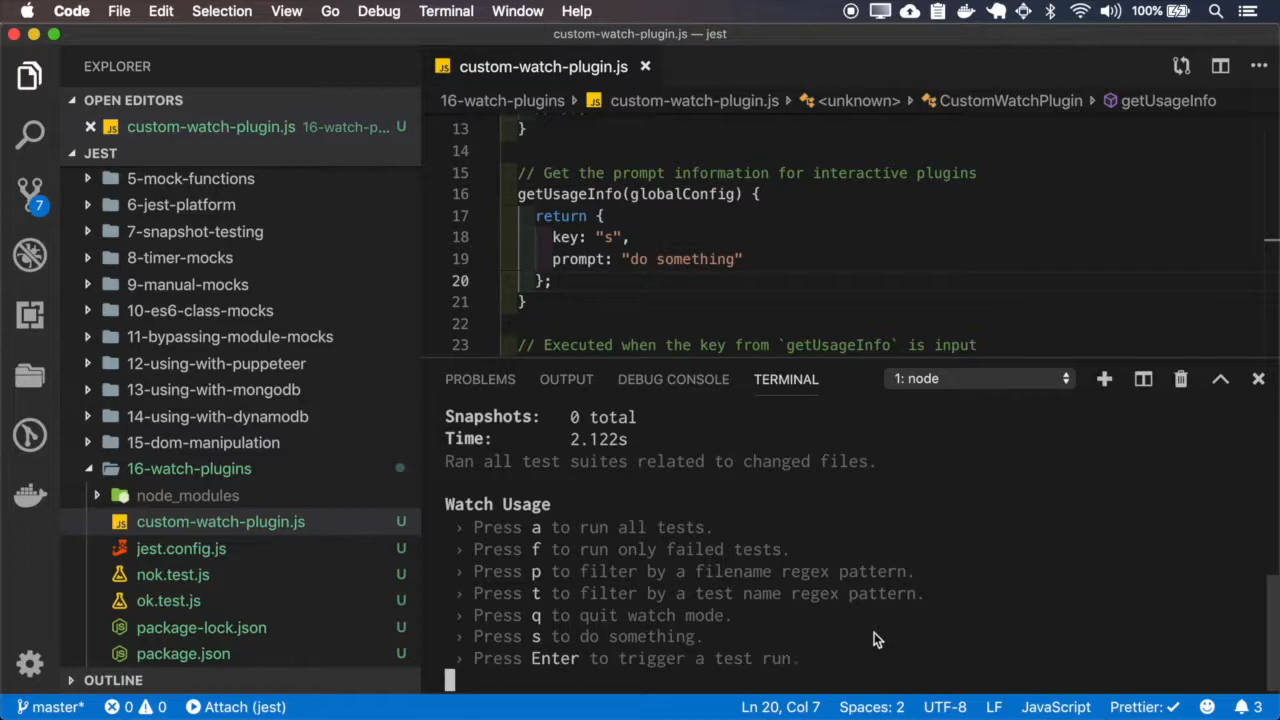 Code File Edit Selection View Go Debug Terminal Window Help 100%
custom-watch-plugin.js — jest
EXPLORER
OPEN EDITORS
custom-watch-plugin.js 16-watch-p... U
JEST
5-mock-functions
6-jest-platform
7-snapshot-testing
8-timer-mocks
9-manual-mocks
10-es6-class-mocks
11-bypassing-module-mocks
12-using-with-puppeteer
13-using-with-mongodb
14-using-with-dynamodb
15-dom-manipulation
16-watch-plugins
node_modules
JS custom-watch-plugin.js U
jest.config.js U
nok.test.js U
ok.test.js U
package-lock.json U
package.json U
OUTLINE
7
JS custom-watch-plugin.js
16-watch-plugins JS custom-watch-plugin.js <unknown> CustomWatchPlugin getUsageInfo
13 }
14
15 // Get the prompt information for interactive plugins
16 getUsageInfo(globalConfig) {
17 return {
18 key: "s",
19 prompt: "do something"
20 };
21 }
22
23 // Executed when the key from `getUsageInfo` is input
PROBLEMS OUTPUT DEBUG CONSOLE TERMINAL 1: node
Snapshots: 0 total
Time: 2.122s
Ran all test suites related to changed files.
Watch Usage
› Press a to run all tests.
› Press f to run only failed tests.
› Press p to filter by a filename regex pattern.
› Press t to filter by a test name regex pattern.
› Press q to quit watch mode.
› Press s to do something.
› Press Enter to trigger a test run.
master* 0 0 Attach (jest) Ln 20, Col 7 Spaces: 2 UTF-8 LF JavaScript Prettier: ✓ 3